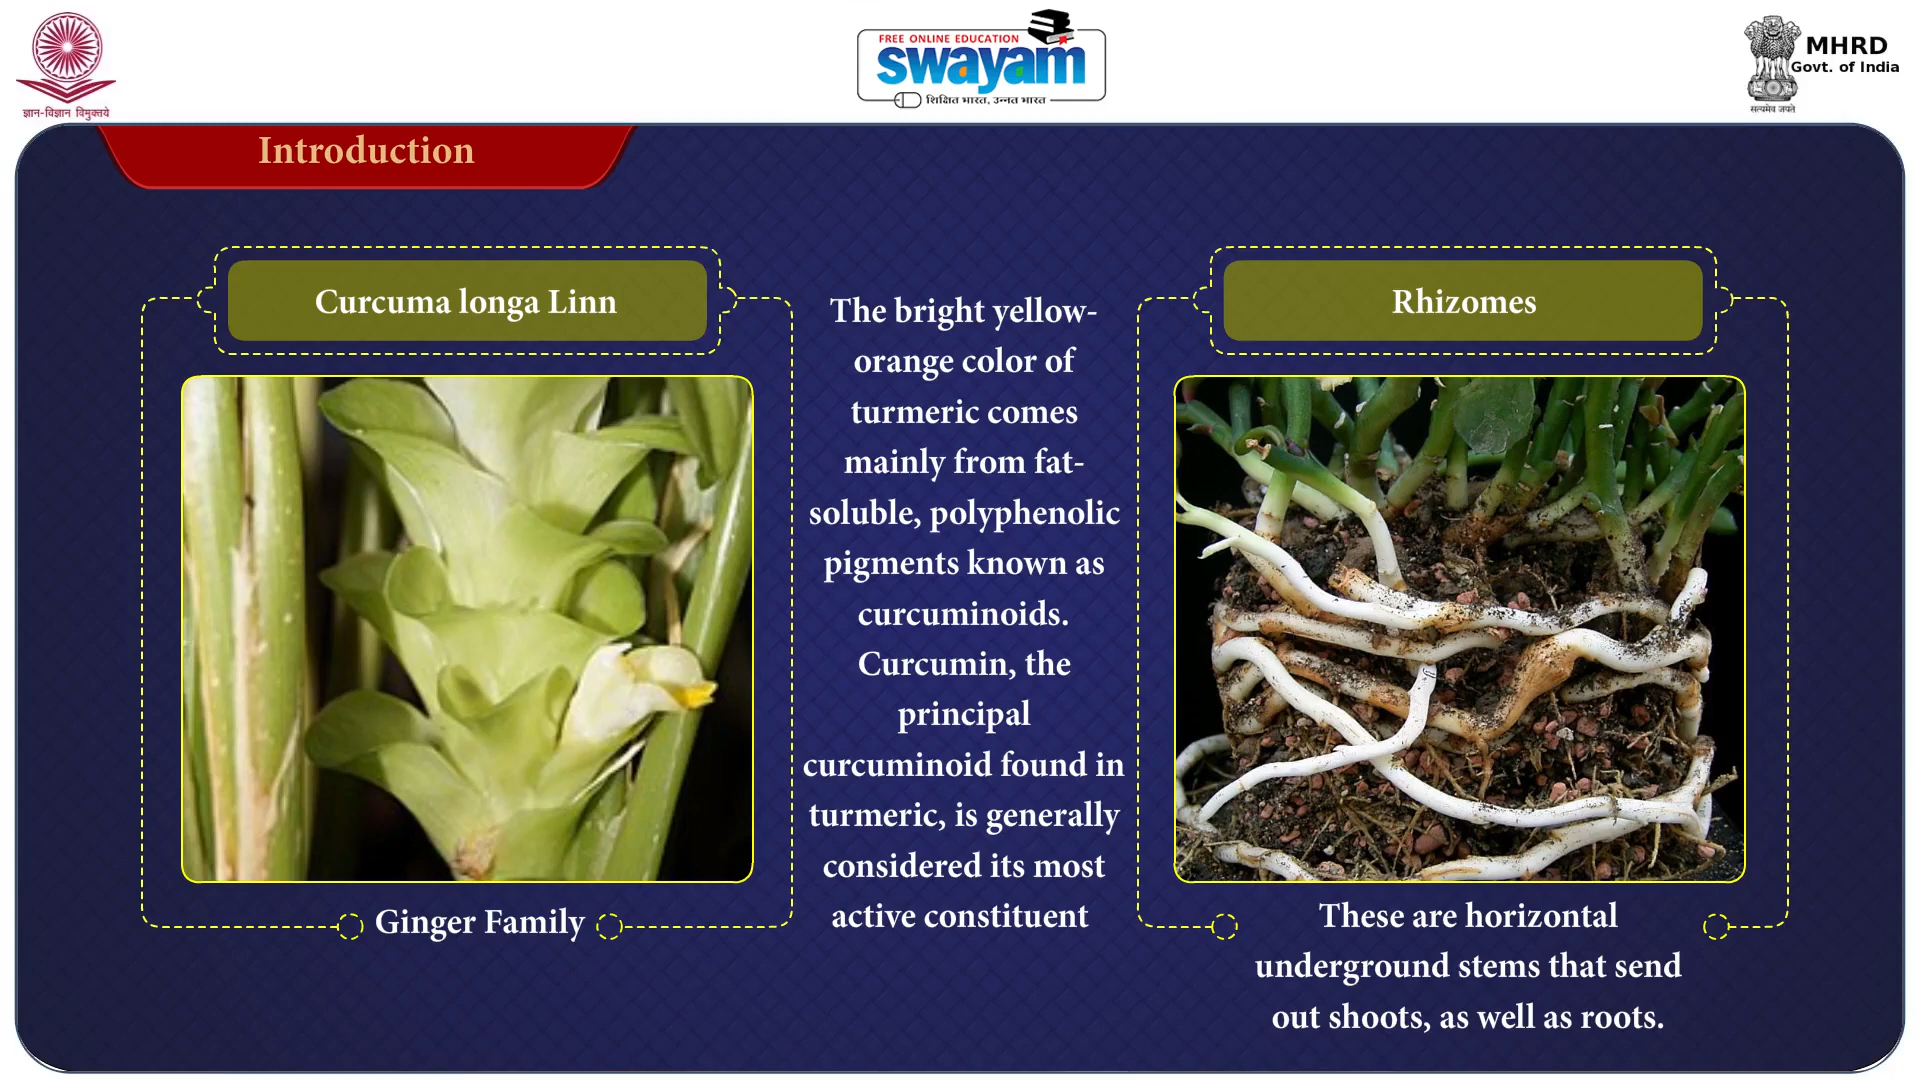 ज्ञान-विज्ञान विमुक्तये
FREE ONLINE EDUCATION
swayam
शिक्षित भारत, उन्नत भारत
MHRD
Govt. of India
सत्यमेव जयते
Introduction
Curcuma longa Linn
Ginger Family
The bright yellow-
orange color of
turmeric comes
mainly from fat-
soluble, polyphenolic
pigments known as
curcuminoids.
Curcumin, the
principal
curcuminoid found in
turmeric, is generally
considered its most
active constituent
Rhizomes
These are horizontal
underground stems that send
out shoots, as well as roots.